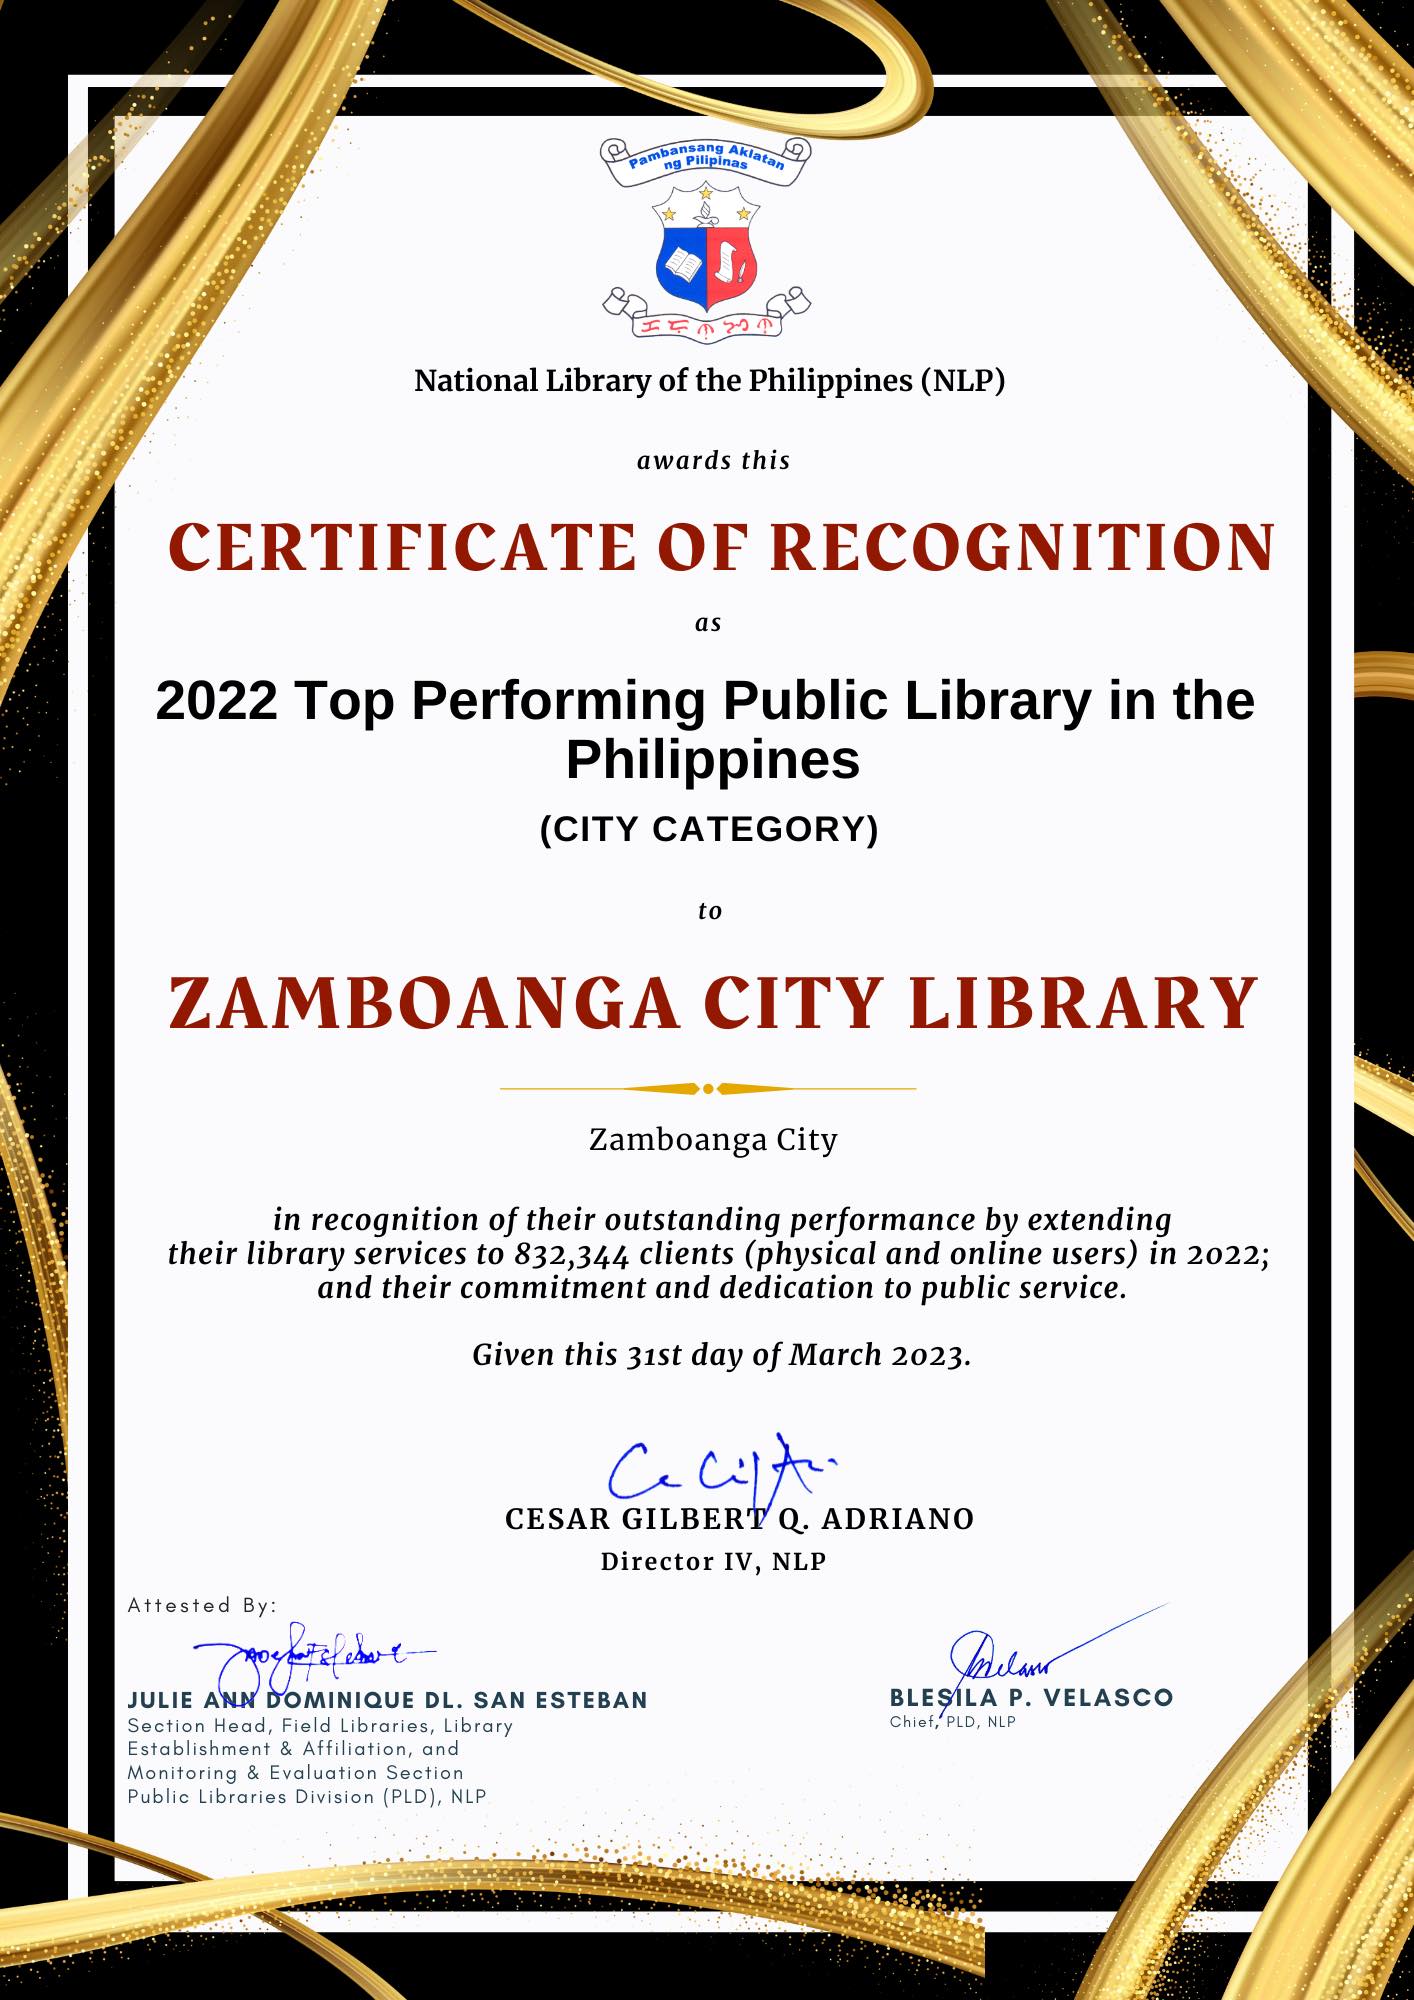 Pambansang Aklatan
ng Pilipinas
National Library of the Philippines (NLP)
awards this
CERTIFICATE OF RECOGNITION
as
2022 Top Performing Public Library in the
Philippines
(CITY CATEGORY)
to
ZAMBOANGA CITY LIBRARY
Zamboanga City
in recognition of their outstanding performance by extending
their library services to 832,344 clients (physical and online users) in 2022;
and their commitment and dedication to public service.
Given this 31st day of March 2023.
CESAR GILBERT Q. ADRIANO
Director IV, NLP
Attested By:
JULIE ANN DOMINIQUE DL. SAN ESTEBAN
Section Head, Field Libraries, Library
Establishment & Affiliation, and
Monitoring & Evaluation Section
Public Libraries Division (PLD), NLP
BLESILA P. VELASCO
Chief, PLD, NLP